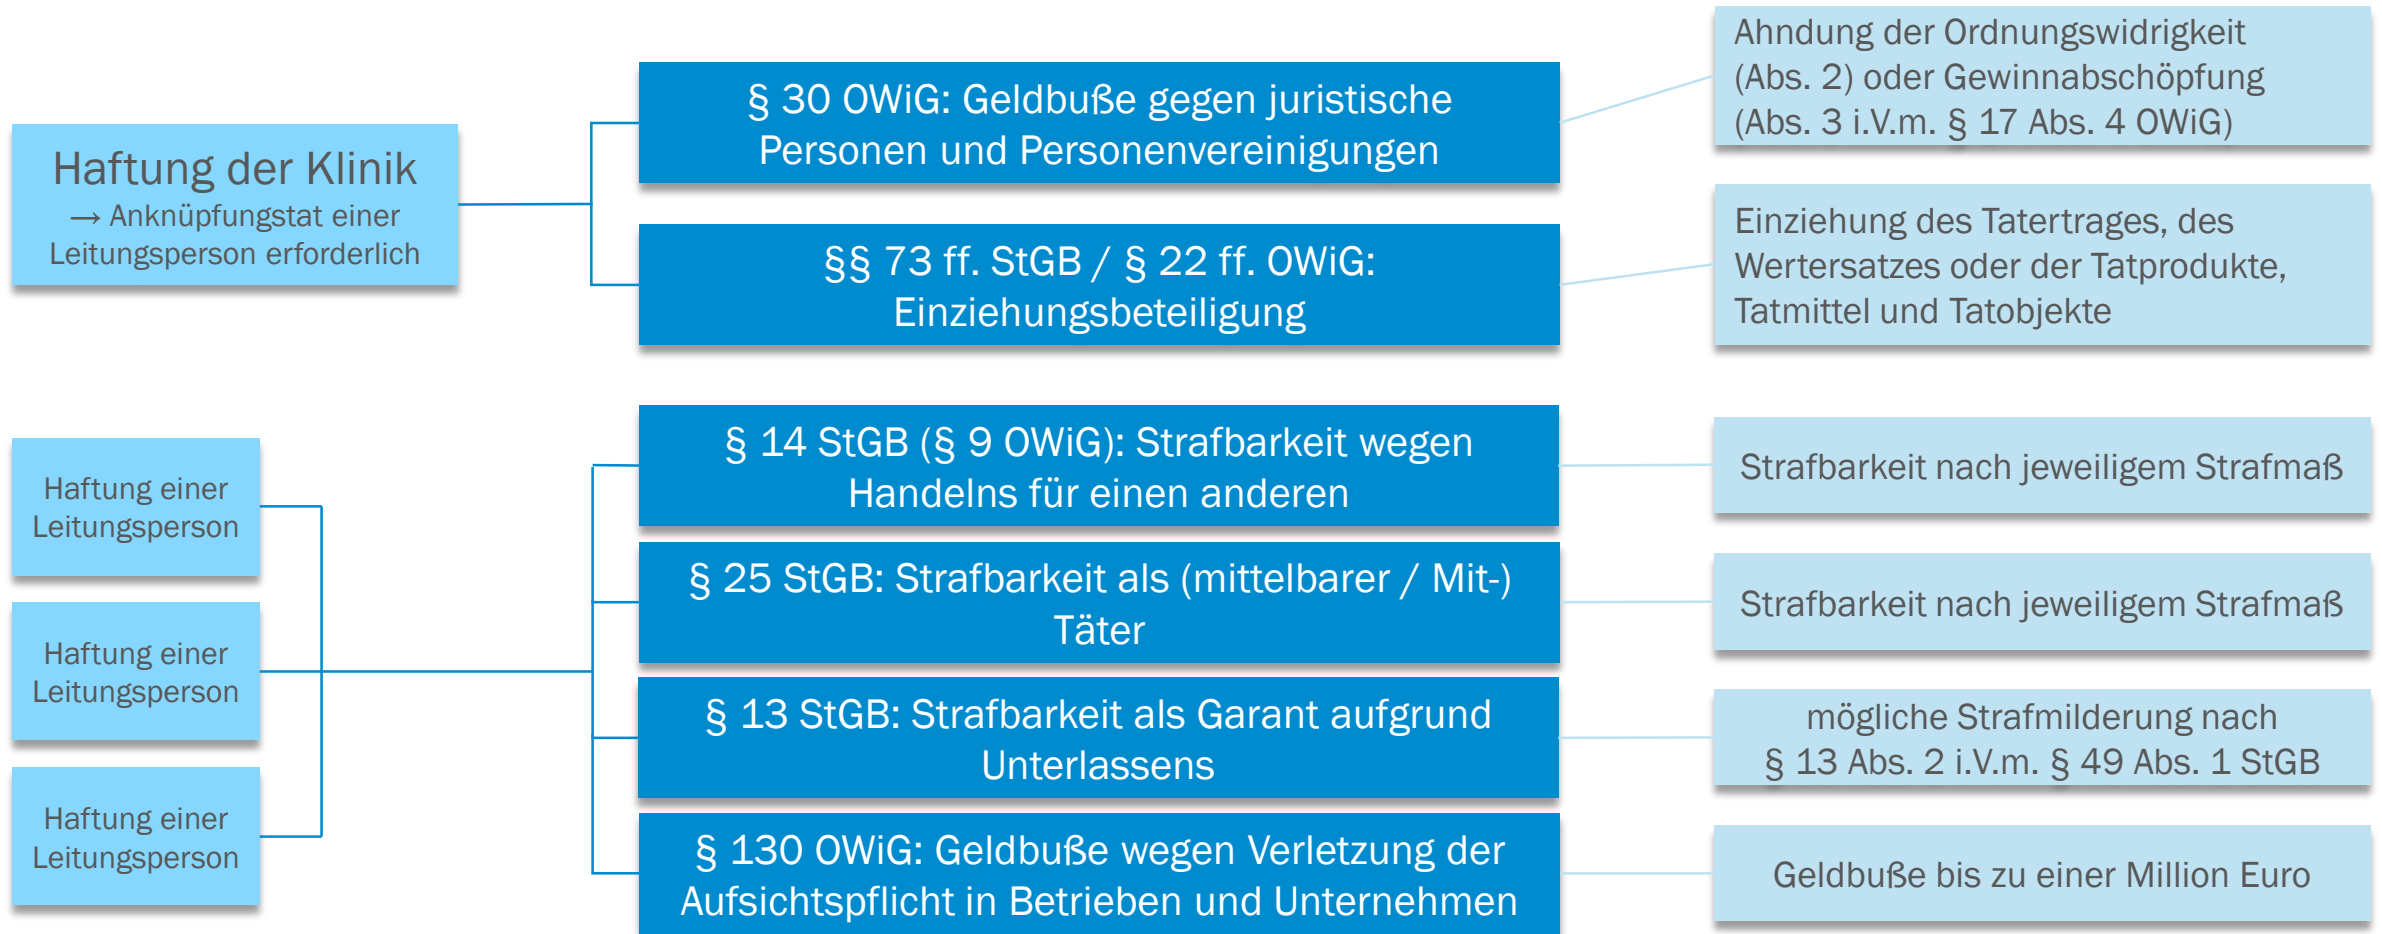 Haftung der Klinik
→ Anknüpfungstat einer
Leitungsperson erforderlich
§ 30 OWiG: Geldbuße gegen juristische
Personen und Personenvereinigungen
Ahndung der Ordnungswidrigkeit
(Abs. 2) oder Gewinnabschöpfung
(Abs. 3 i.V.m. § 17 Abs. 4 OWiG)
§§ 73 ff. StGB / § 22 ff. OWiG:
Einziehungsbeteiligung
Einziehung des Tatertrages, des
Wertersatzes oder der Tatprodukte,
Tatmittel und Tatobjekte
Haftung einer
Leitungsperson
Haftung einer
Leitungsperson
Haftung einer
Leitungsperson
§ 14 StGB (§ 9 OWiG): Strafbarkeit wegen
Handelns für einen anderen
Strafbarkeit nach jeweiligem Strafmaß
§ 25 StGB: Strafbarkeit als (mittelbarer / Mit-)
Täter
Strafbarkeit nach jeweiligem Strafmaß
§ 13 StGB: Strafbarkeit als Garant aufgrund
Unterlassens
mögliche Strafmilderung nach
§ 13 Abs. 2 i.V.m. § 49 Abs. 1 StGB
§ 130 OWiG: Geldbuße wegen Verletzung der
Aufsichtspflicht in Betrieben und Unternehmen
Geldbuße bis zu einer Million Euro